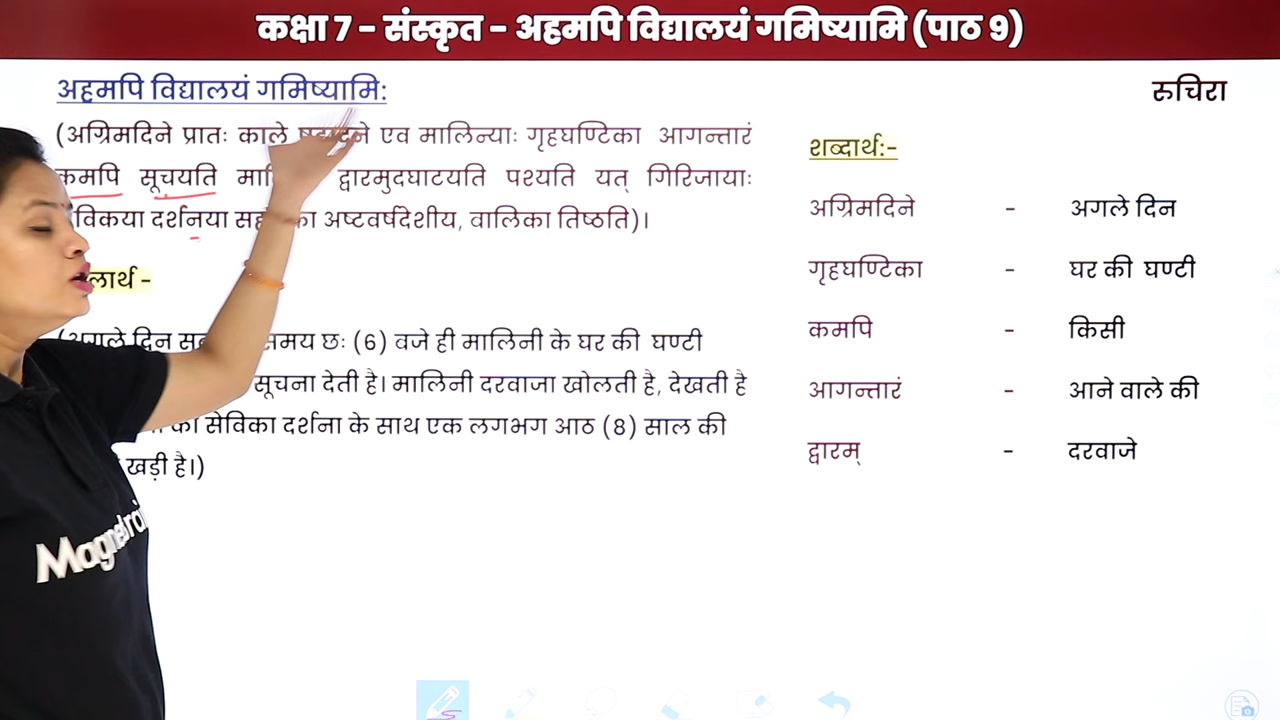 कक्षा 7 - संस्कृत - अहमपि विद्यालयं गमिष्यामि (पाठ 9)
अहमपि विद्यालयं गमिष्यामि:
रुचिरा
(अग्रिमदिने प्रातः काले एव मालिन्याः गृहघण्टिका आगन्तारं
कमपि सूचयति द्वारमुदघाटयति पश्यति यत् गिरिजायाः
दर्शनया अष्टवर्षदेशीय, वालिका तिष्ठति)।
(अगले दिन समय छः (6) बजे ही मालिनी के घर की घण्टी
सूचना देती है। मालिनी दरवाजा खोलती है, देखती है
सेविका दर्शना के साथ एक लगभग आठ (8) साल की
खड़ी है।)
शब्दार्थ:-
अग्रिमदिने - अगले दिन
गृहघण्टिका - घर की घण्टी
कमपि - किसी
आगन्तारं - आने वाले की
द्वारम् - दरवाजे